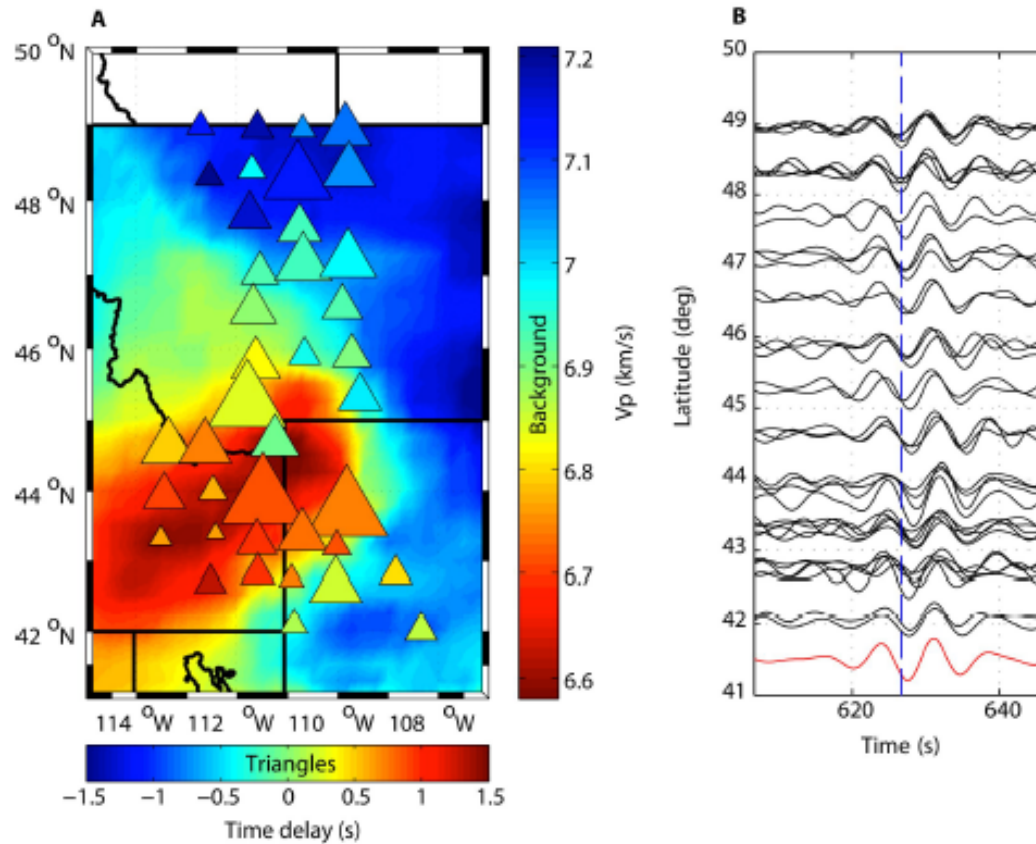 A
B
50 °N
48 °N
46 °N
44 °N
42 °N
114 °W 112 °W 110 °W 108 °W
7.2
7.1
7
6.9
6.8
6.7
6.6
Background
Vp (km/s)
Triangles
−1.5 −1 −0.5 0 0.5 1 1.5
Time delay (s)
50
49
48
47
46
45
44
43
42
41
Latitude (deg)
620 640
Time (s)